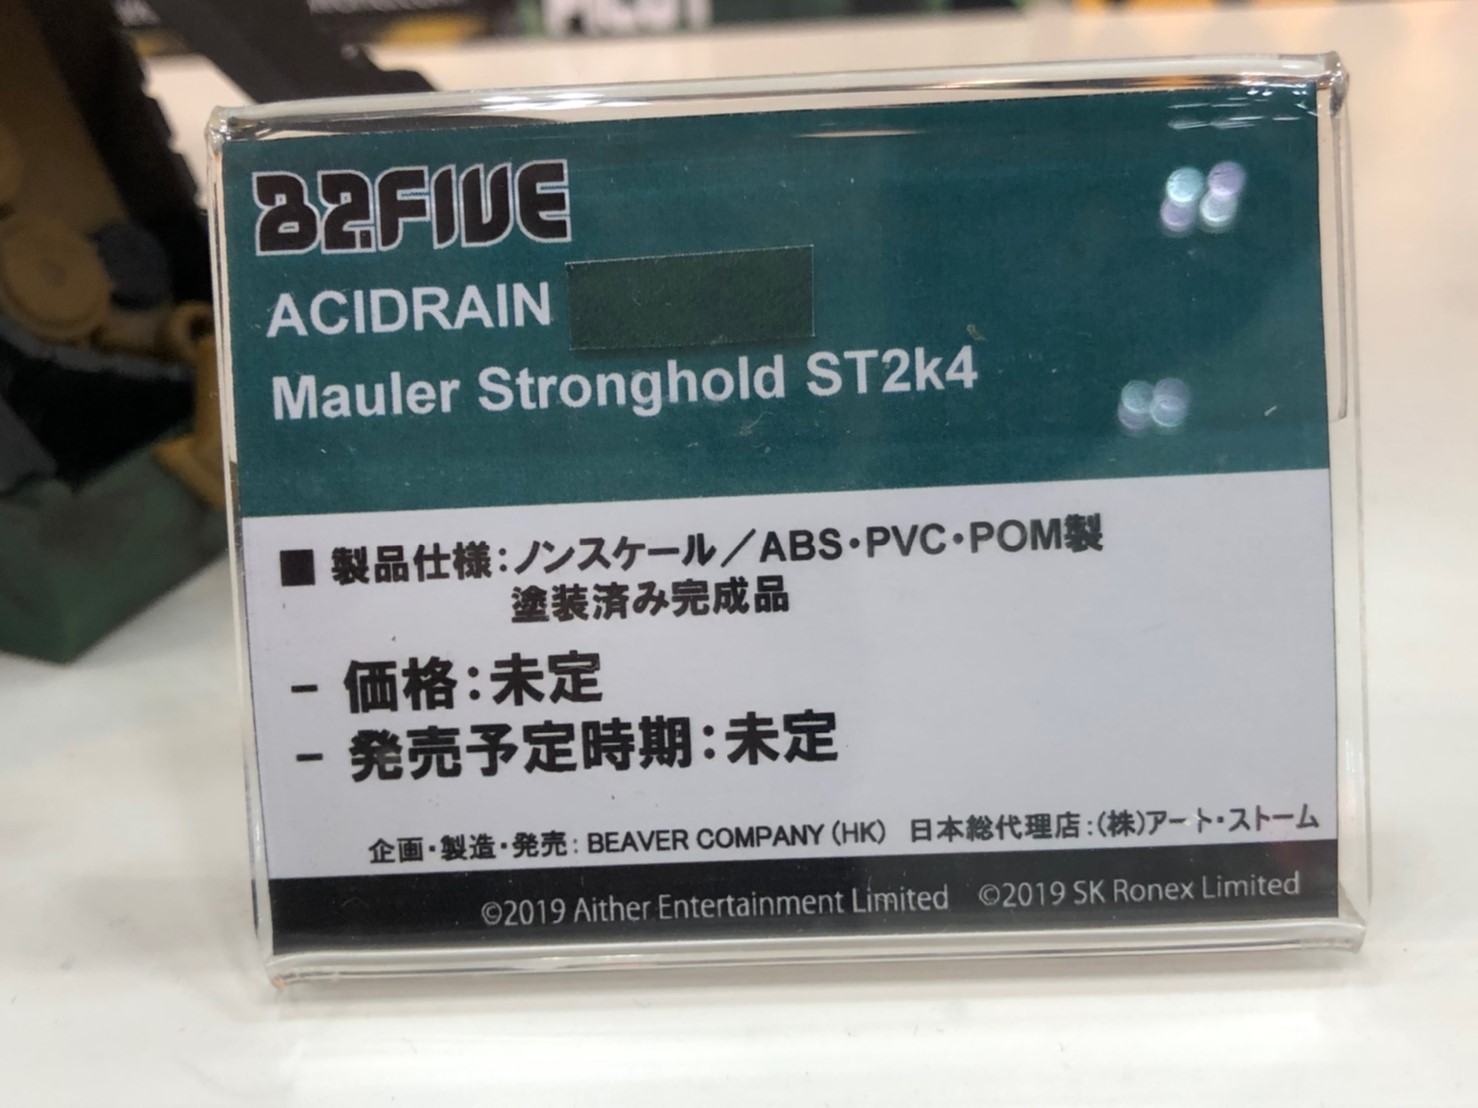 B2FIVE
ACIDRAIN
Mauler Stronghold ST2k4
■ 製品仕様:ノンスケール/ABS・PVC・POM製
塗装済み完成品
- 価格:未定
- 発売予定時期:未定
企画・製造・発売: BEAVER COMPANY (HK) 日本総代理店:(株)アート・ストーム
©2019 Aither Entertainment Limited ©2019 SK Ronex Limited